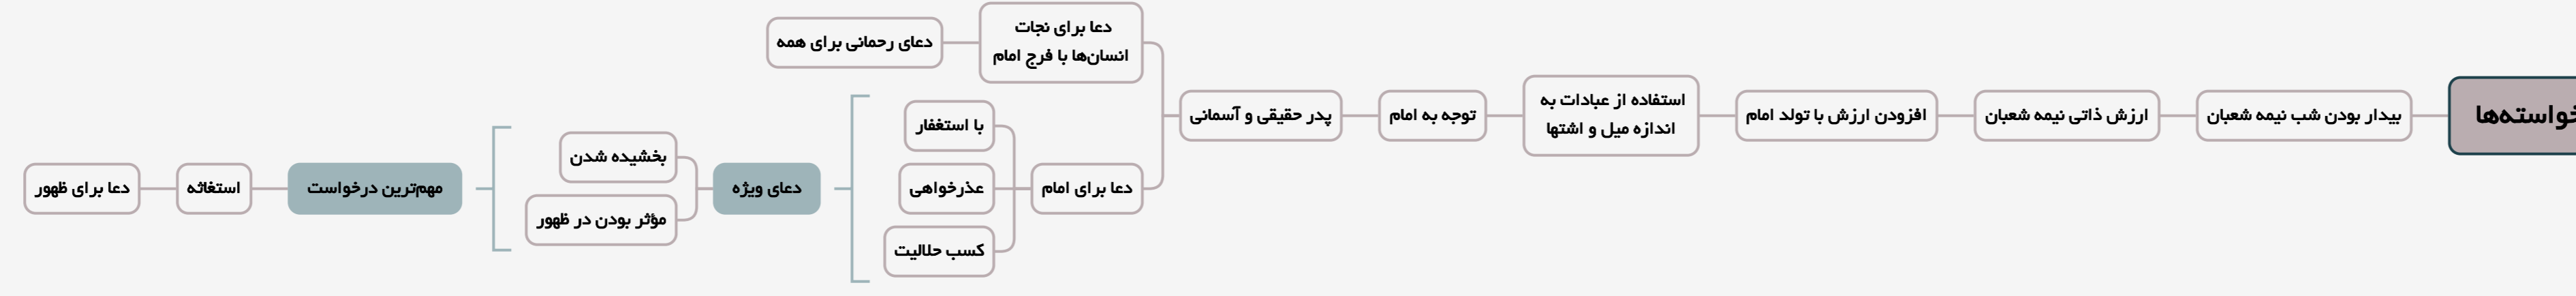 بیدار بودن شب نیمه شعبان
ارزش ذاتی نیمه شعبان
افزودن ارزش با تولد امام
استفاده از عبادات به
اندازه میل و اشتها
توجه به امام
پدر حقیقی و آسمانی
دعا برای نجات
انسان‌ها با فرج امام
دعای رحمانی برای همه
دعا برای امام
با استغفار
عذرخواهی
کسب حلالیت
دعای ویژه
بخشیده شدن
مؤثر بودن در ظهور
مهم‌ترین درخواست
استغاثه
دعا برای ظهور